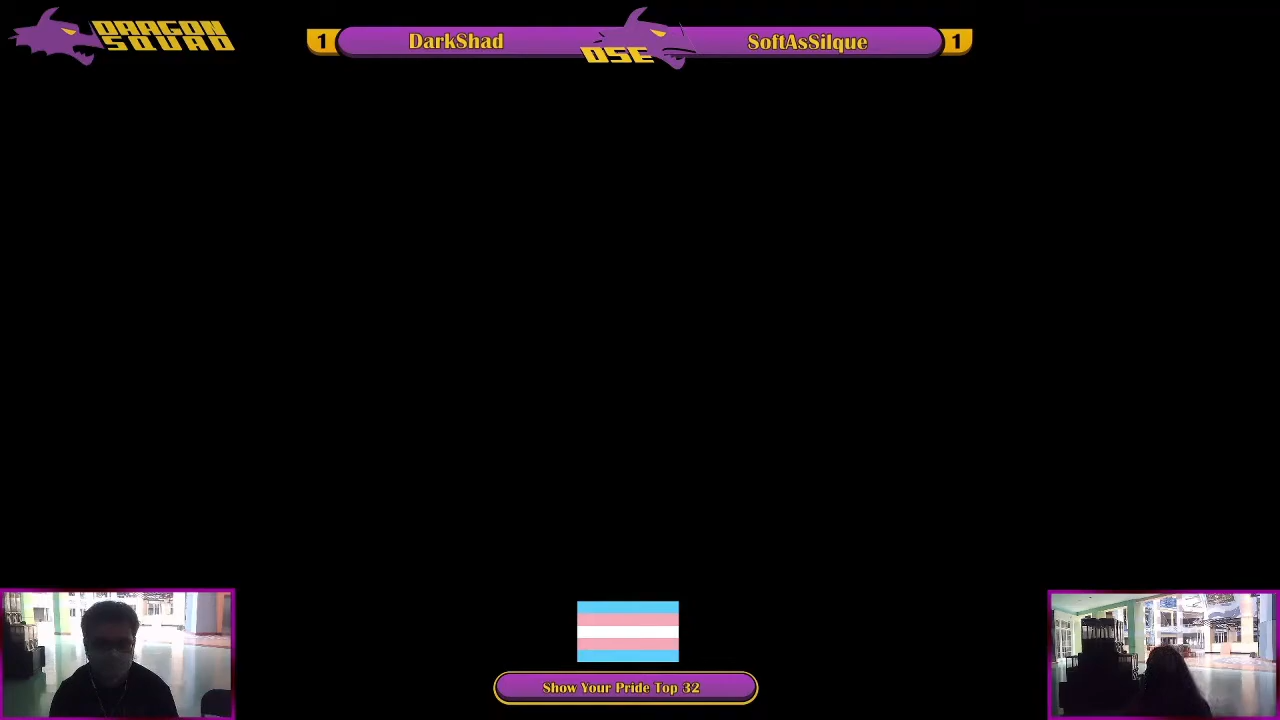 DRAGON
SQUAD
1
DarkShad
DSE
SoftAsSilque
1
Show Your Pride Top 32